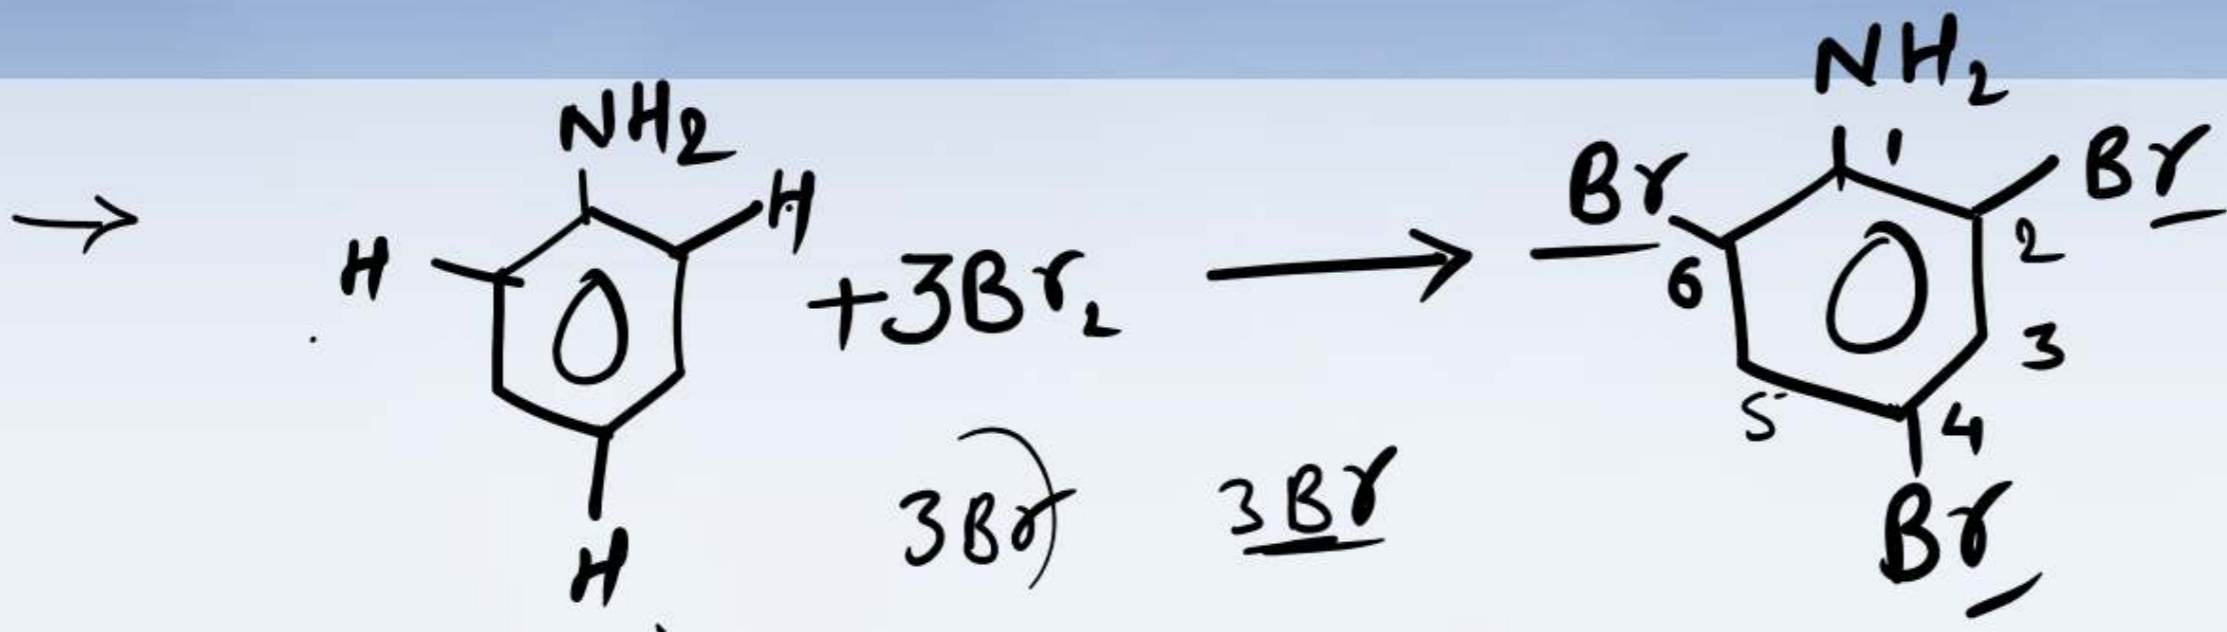 → NH2 H H H +3Br2 → NH2 Br Br Br 1 2 3 4 5 6
3Br) 3Br